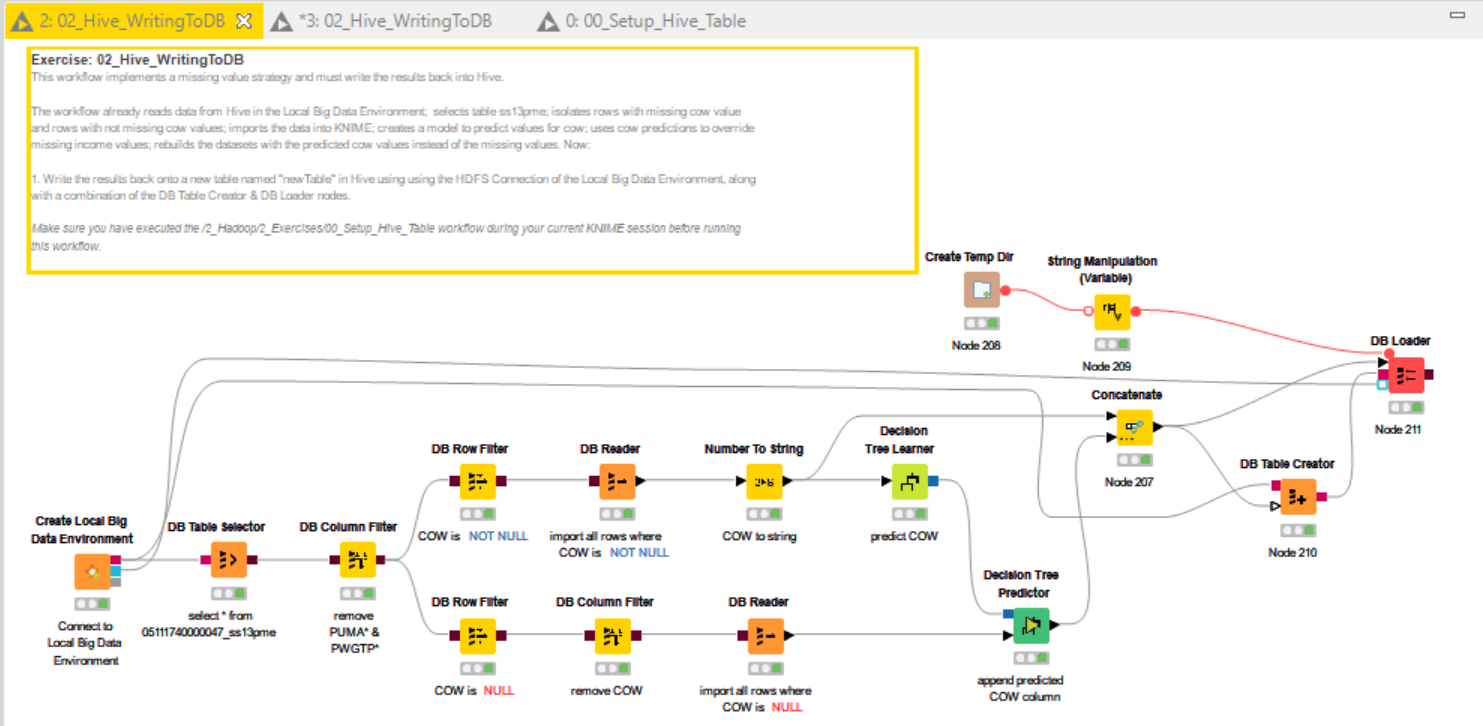 2: 02_Hive_WritingToDB
*3: 02_Hive_WritingToDB
0: 00_Setup_Hive_Table
Exercise: 02_Hive_WritingToDB
This workflow implements a missing value strategy and must write the results back into Hive.
The workflow already reads data from Hive in the Local Big Data Environment; selects table ss13pme; isolates rows with missing cow value
and rows with not missing cow values; imports the data into KNIME; creates a model to predict values for cow; uses cow predictions to override
missing income values; rebuilds the datasets with the predicted cow values instead of the missing values. Now:
1. Write the results back onto a new table named "newTable" in Hive using using the HDFS Connection of the Local Big Data Environment, along
with a combination of the DB Table Creator & DB Loader nodes.
Make sure you have executed the /2_Hadoop/2_Exercises/00_Setup_Hive_Table workflow during your current KNIME session before running
this workflow.
Create Temp Dir
Node 208
String Manipulation
(Variable)
Node 209
DB Loader
Node 211
Concatenate
Node 207
DB Table Creator
Node 210
DB Row Filter
COW is NOT NULL
DB Reader
import all rows where
COW is NOT NULL
Number To String
COW to string
Decision
Tree Learner
predict COW
Create Local Big
Data Environment
Connect to
Local Big Data
Environment
DB Table Selector
select * from
05111740000047_ss13pme
DB Column Filter
remove
PUMA* &
PWGTP*
DB Row Filter
COW is NULL
DB Column Filter
remove COW
DB Reader
import all rows where
COW is NULL
Decision Tree
Predictor
append predicted
COW column